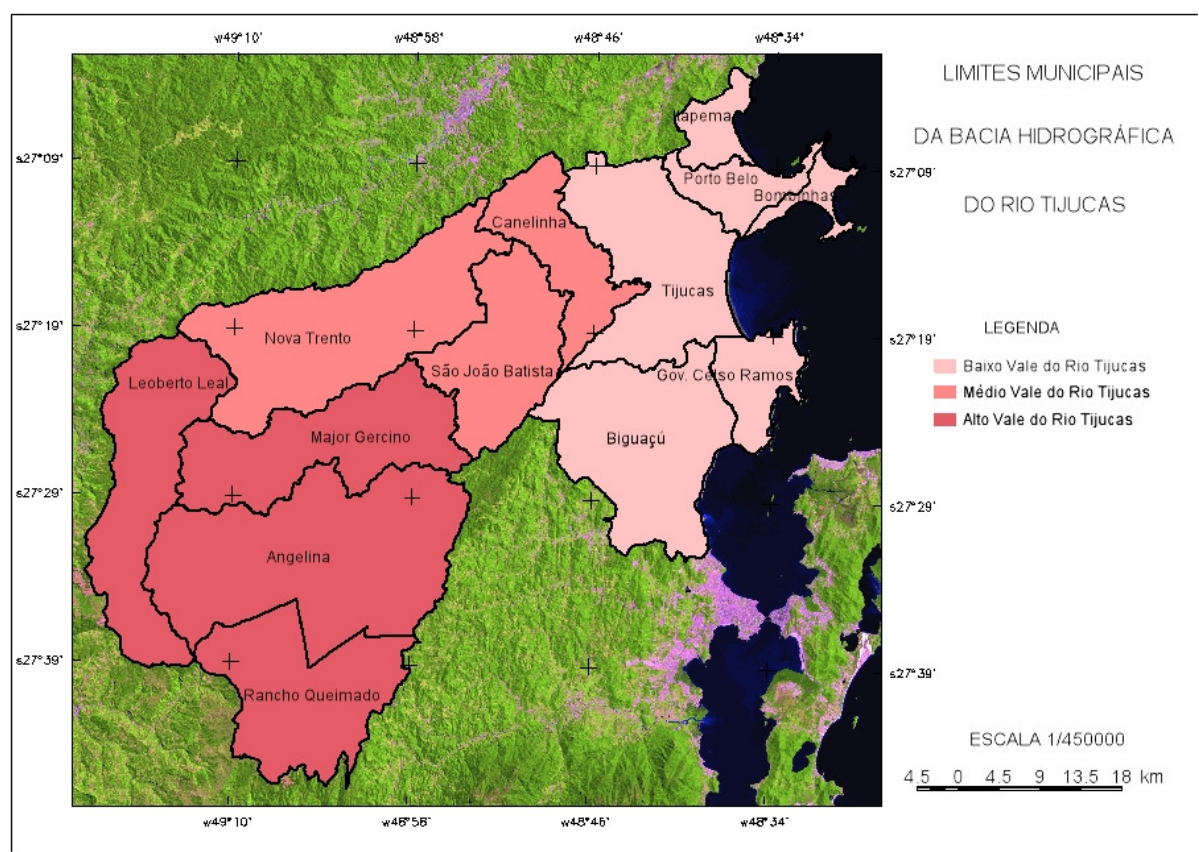 w49°10' w48°58' w48°46' w48°34'
LIMITES MUNICIPAIS
DA BACIA HIDROGRÁFICA
DO RIO TIJUCAS
Itapema
s27°09' s27°09'
Porto Belo
Bombinhas
Canelinha
Tijucas
s27°19' s27°19'
Nova Trento
LEGENDA
Baixo Vale do Rio Tijucas
Médio Vale do Rio Tijucas
Alto Vale do Rio Tijucas
São João Batista
Gov. Celso Ramos
Leoberto Leal
Major Gercino
Biguaçú
s27°29' s27°29'
Angelina
s27°39' s27°39'
Rancho Queimado
ESCALA 1/450000
4.5 0 4.5 9 13.5 18 km
w49°10' w48°58' w48°46' w48°34'